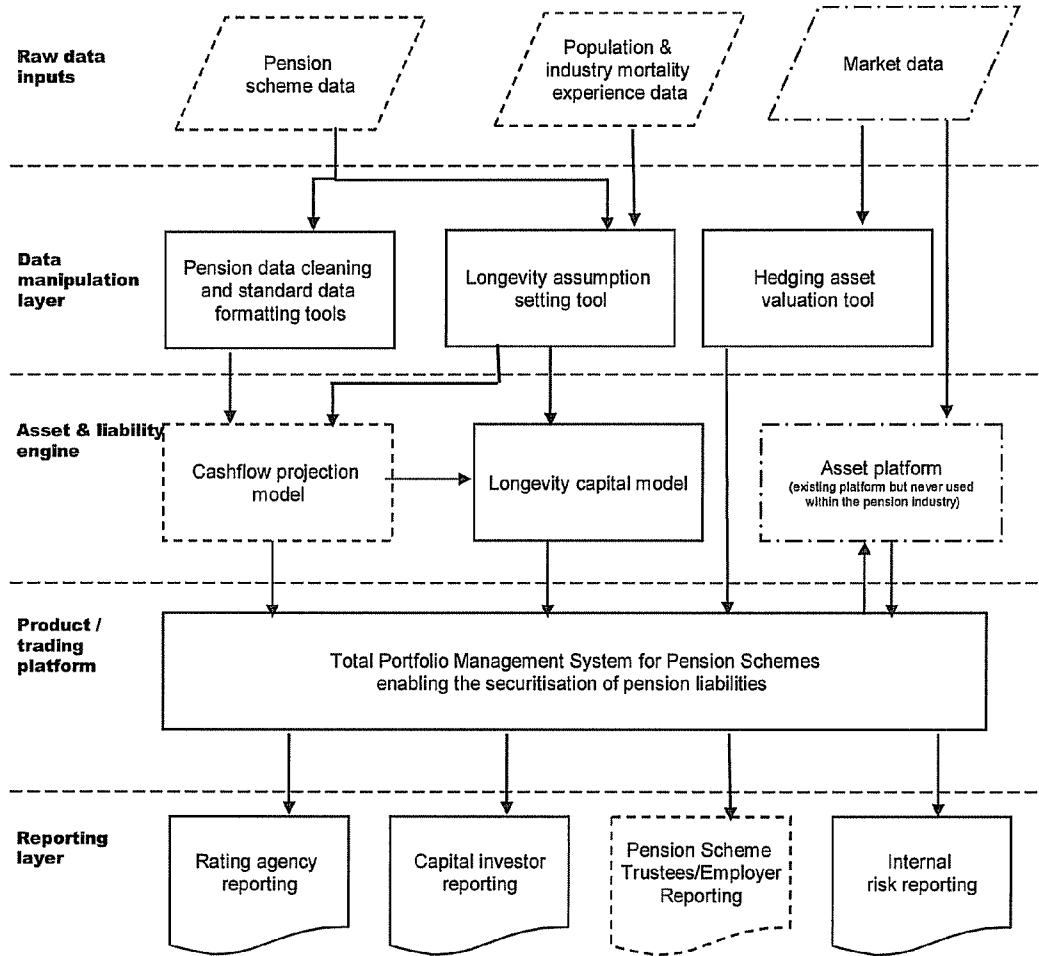 Raw data
inputs
Pension
scheme data
Population &
industry mortality
experience data
Market data
Data
manipulation
layer
Pension data cleaning
and standard data
formatting tools
Longevity assumption
setting tool
Hedging asset
valuation tool
Asset & liability
engine
Cashflow projection
model
Longevity capital model
Asset platform
(existing platform but never used
within the pension industry)
Product /
trading
platform
Total Portfolio Management System for Pension Schemes
enabling the securitisation of pension liabilities
Reporting
layer
Rating agency
reporting
Capital investor
reporting
Pension Scheme
Trustees/Employer
Reporting
Internal
risk reporting